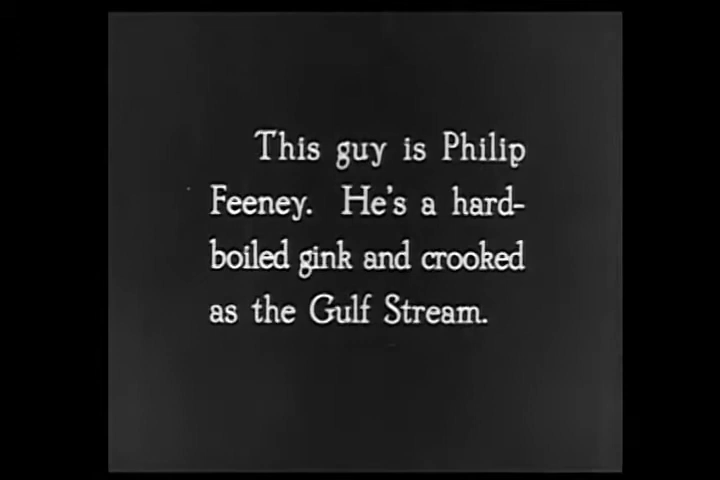 This guy is Philip
Feeney. He's a hard-
boiled gink and crooked
as the Gulf Stream.